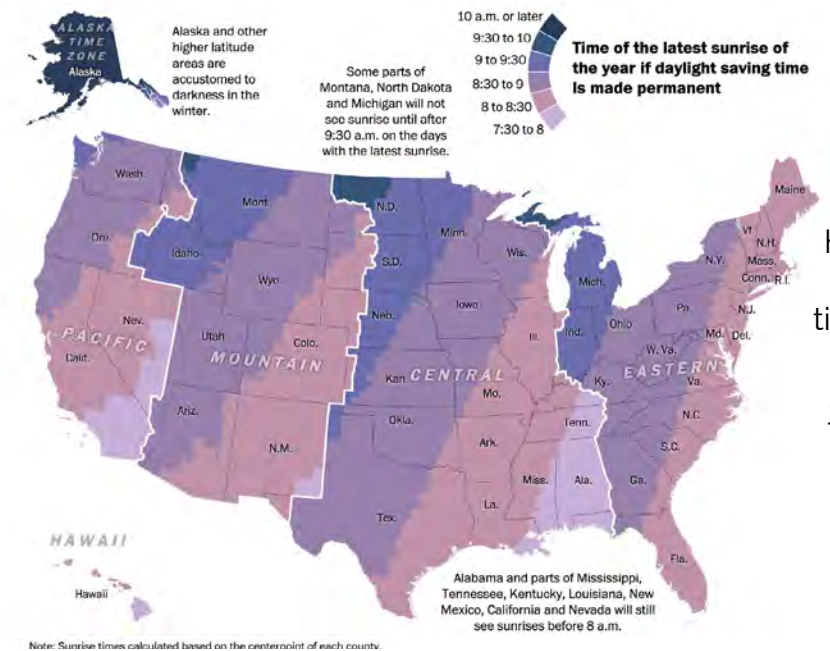 ALASKA
TIME
ZONE
Alaska
Alaska and other
higher latitude
areas are
accustomed to
darkness in the
winter.
Some parts of
Montana, North Dakota
and Michigan will not
see sunrise until after
9:30 a.m. on the days
with the latest sunrise.
10 a.m. or later
9:30 to 10
9 to 9:30
8:30 to 9
8 to 8:30
7:30 to 8
Time of the latest sunrise of
the year if daylight saving time
is made permanent
Wash.
Mont.
N.D.
Minn.
Maine
Ore.
Idaho
S.D.
Wis.
Mich.
N.Y.
Vt.
N.H.
Mass.
Conn.
R.I.
h
Wyo.
Neb.
Iowa
Pa.
N.J.
ti
PACIFIC
Nev.
Utah
Colo.
MOUNTAIN
Ill.
Ind.
Ohio
Md.
Del.
Calif.
Kan.
CENTRAL
Mo.
W. Va.
Ky.
EASTERN
Va.
Ariz.
N.M.
Okla.
Ark.
Tenn.
N.C.
S.C.
Tex.
La.
Miss.
Ala.
Ga.
Fla.
HAWAII
Hawaii
Alabama and parts of Mississippi,
Tennessee, Kentucky, Louisiana, New
Mexico, California and Nevada will still
see sunrises before 8 a.m.
Note: Sunrise times calculated based on the centerpoint of each county.